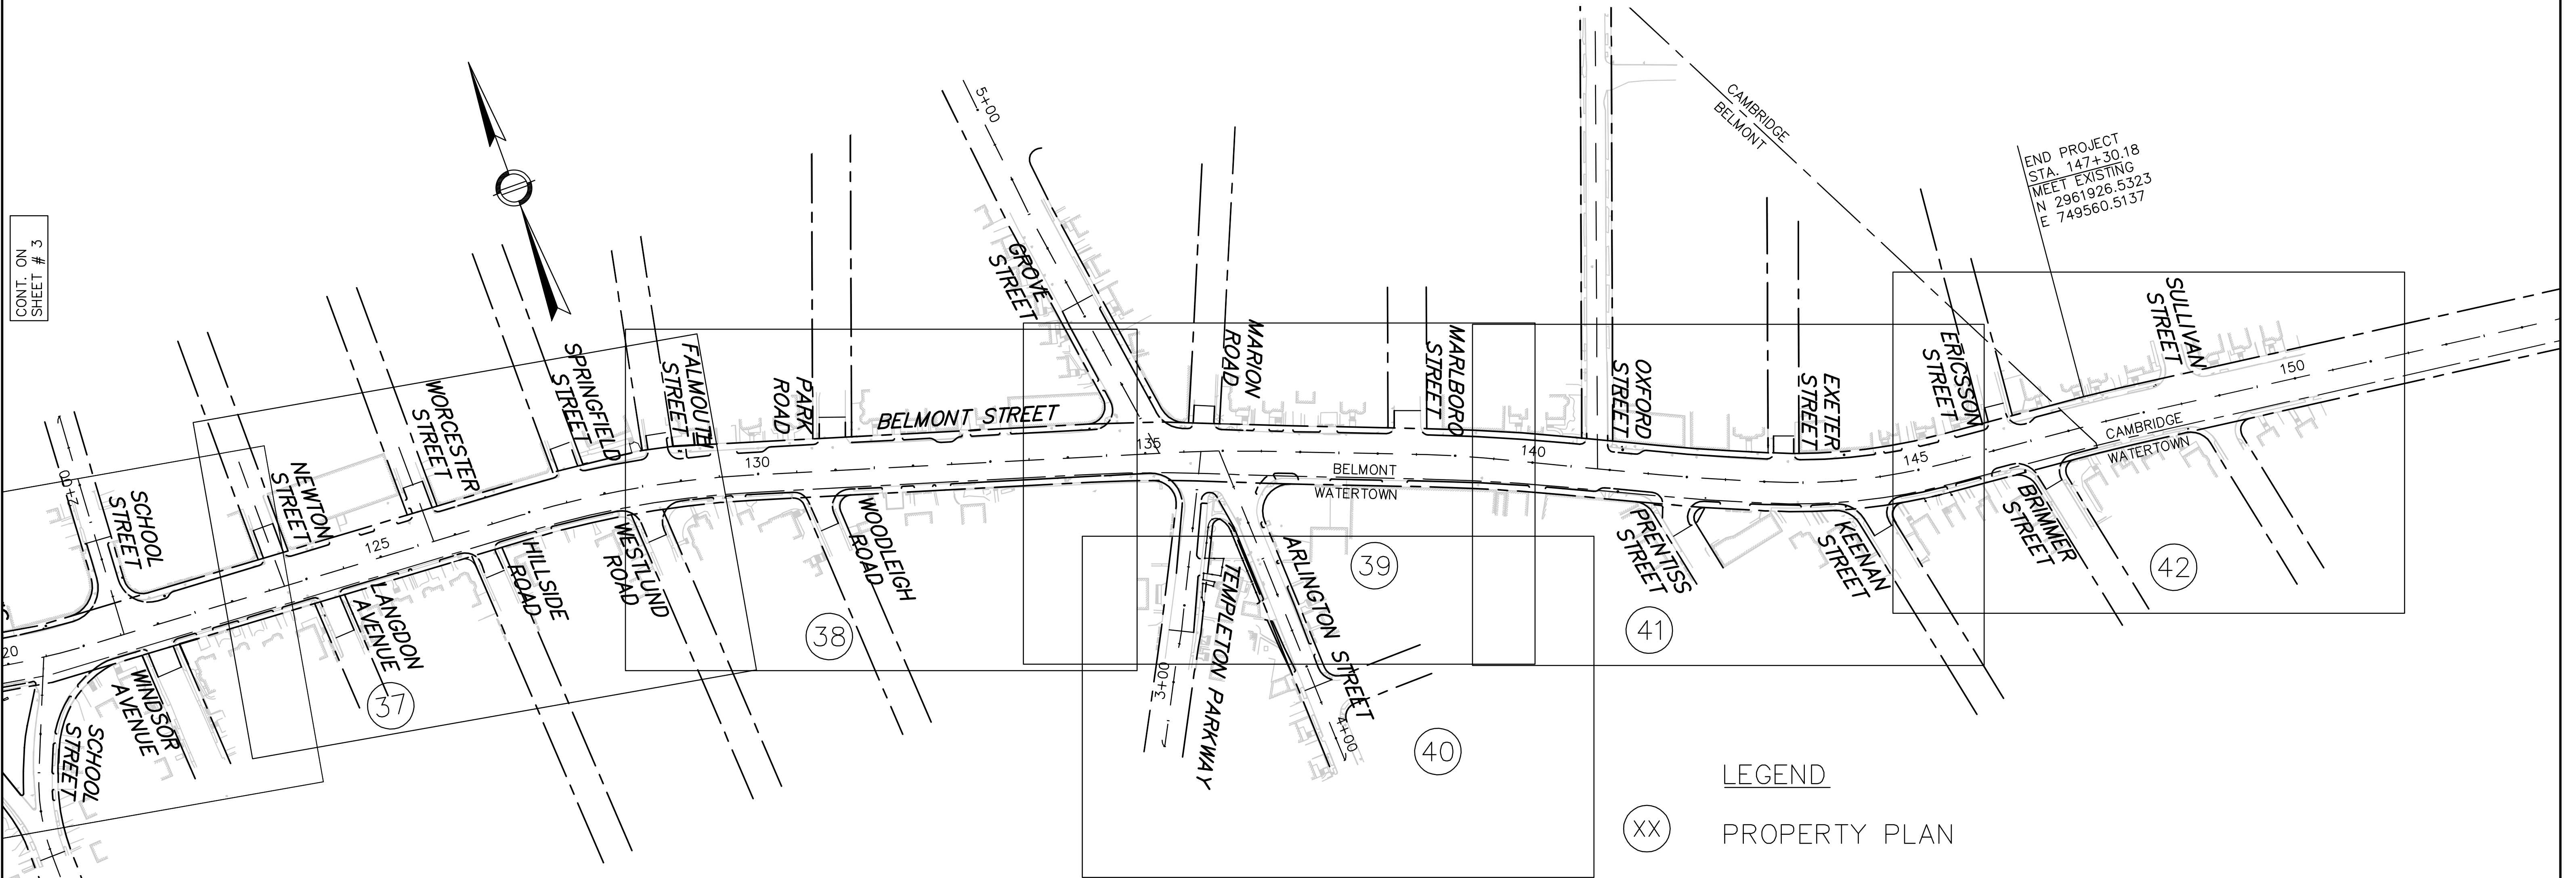 CONT. ON
SHEET # 3
5+00
CAMBRIDGE
BELMONT
END PROJECT
STA. 147+30.18
MEET EXISTING
N 2961926.5323
E 749560.5137
GROVE
STREET
SULLIVAN
STREET
MARION
ROAD
MARLBORO
STREET
ERICSSON
STREET
SPRINGFIELD
STREET
FALMOUTH
STREET
PARK
ROAD
OXFORD
STREET
EXETER
STREET
WORCESTER
STREET
BELMONT STREET
150
135
130
140
145
CAMBRIDGE
WATERTOWN
BELMONT
WATERTOWN
NEWTON
STREET
21+00
SCHOOL
STREET
125
WOODLEIGH
ROAD
WESTLUND
ROAD
HILLSIDE
ROAD
LANGDON
AVENUE
PRENTISS
STREET
KEENAN
STREET
BRIMMER
STREET
ARLINGTON STREET
TEMPLETON PARKWAY
39
42
38
41
20
WINDSOR
AVENUE
37
3+00
4+00
40
SCHOOL
STREET
LEGEND
XX
PROPERTY PLAN